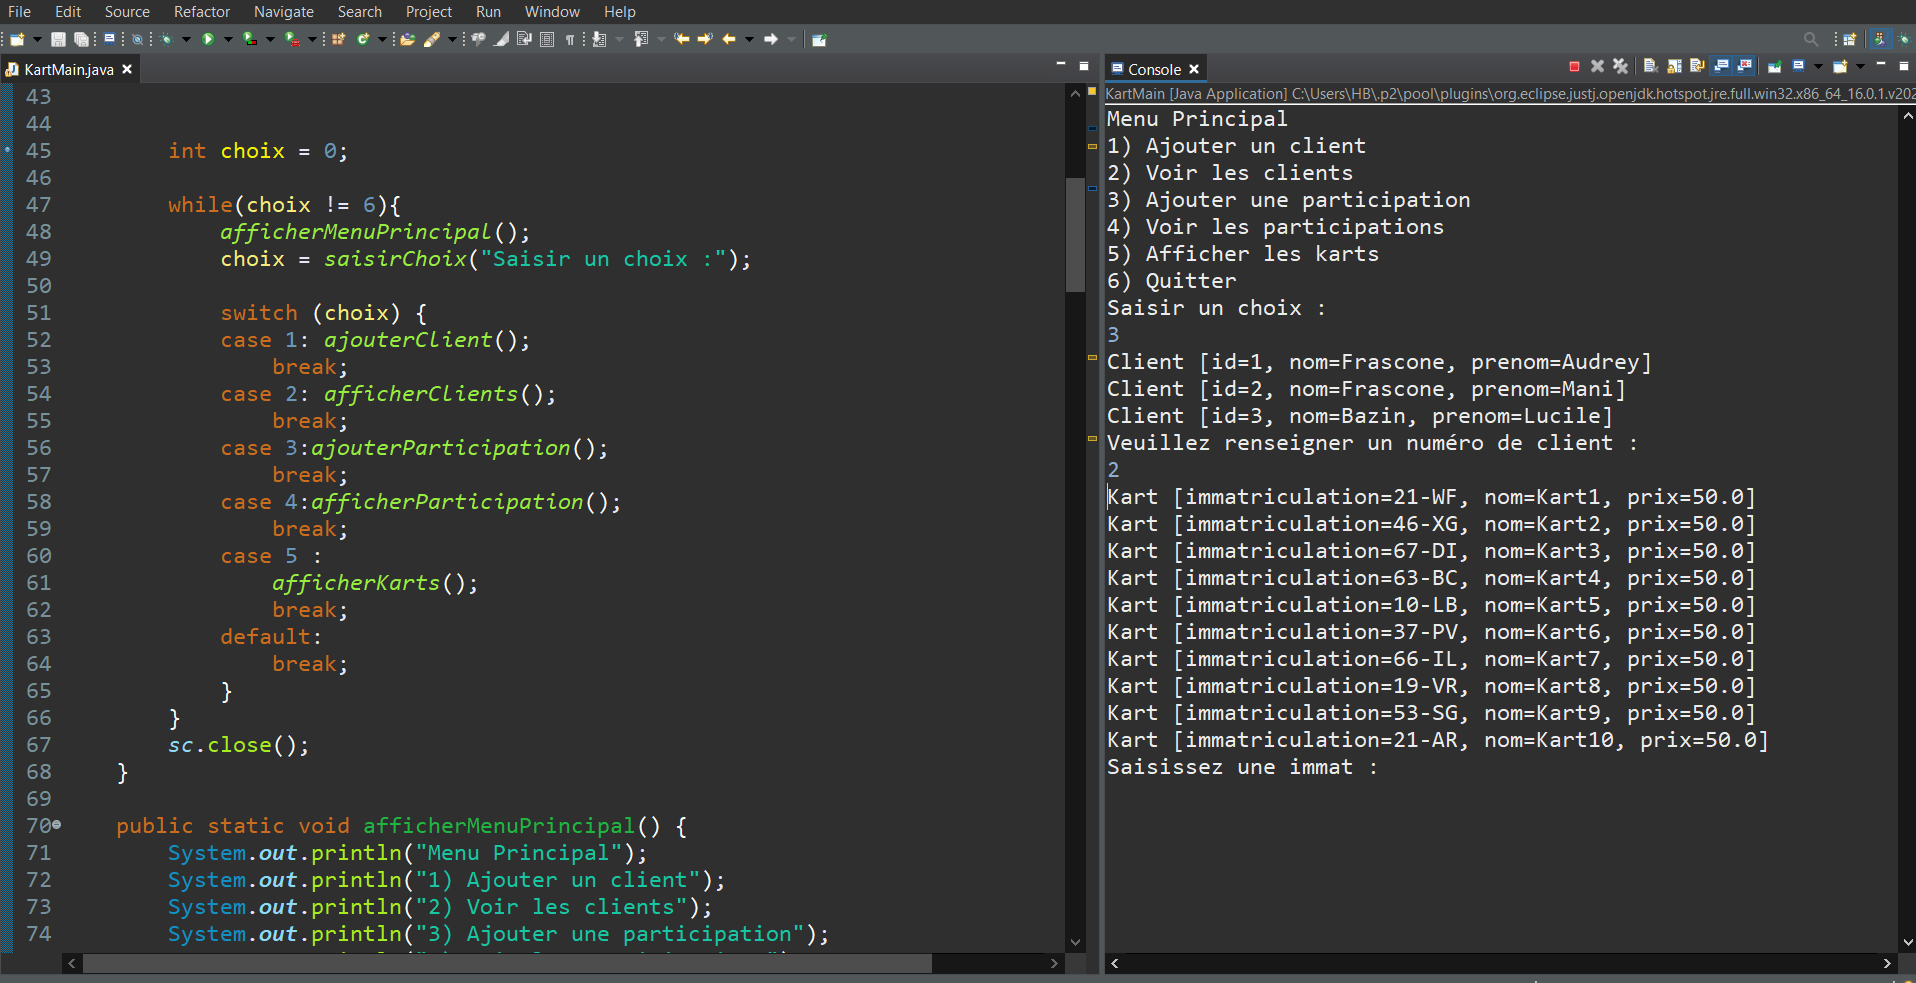 File Edit Source Refactor Navigate Search Project Run Window Help
KartMain.java
43
44
45 int choix = 0;
46
47 while(choix != 6){
48 afficherMenuPrincipal();
49 choix = saisirChoix("Saisir un choix :");
50
51 switch (choix) {
52 case 1: ajouterClient();
53 break;
54 case 2: afficherClients();
55 break;
56 case 3:ajouterParticipation();
57 break;
58 case 4:afficherParticipation();
59 break;
60 case 5 :
61 afficherKarts();
62 break;
63 default:
64 break;
65 }
66 }
67 sc.close();
68 }
69
70 public static void afficherMenuPrincipal() {
71 System.out.println("Menu Principal");
72 System.out.println("1) Ajouter un client");
73 System.out.println("2) Voir les clients");
74 System.out.println("3) Ajouter une participation");
Console
KartMain [Java Application] C:\Users\HB\.p2\pool\plugins\org.eclipse.justj.openjdk.hotspot.jre.full.win32.x86_64_16.0.1.v202
Menu Principal
1) Ajouter un client
2) Voir les clients
3) Ajouter une participation
4) Voir les participations
5) Afficher les karts
6) Quitter
Saisir un choix :
3
Client [id=1, nom=Frascone, prenom=Audrey]
Client [id=2, nom=Frascone, prenom=Mani]
Client [id=3, nom=Bazin, prenom=Lucile]
Veuillez renseigner un numéro de client :
2
Kart [immatriculation=21-WF, nom=Kart1, prix=50.0]
Kart [immatriculation=46-XG, nom=Kart2, prix=50.0]
Kart [immatriculation=67-DI, nom=Kart3, prix=50.0]
Kart [immatriculation=63-BC, nom=Kart4, prix=50.0]
Kart [immatriculation=10-LB, nom=Kart5, prix=50.0]
Kart [immatriculation=37-PV, nom=Kart6, prix=50.0]
Kart [immatriculation=66-IL, nom=Kart7, prix=50.0]
Kart [immatriculation=19-VR, nom=Kart8, prix=50.0]
Kart [immatriculation=53-SG, nom=Kart9, prix=50.0]
Kart [immatriculation=21-AR, nom=Kart10, prix=50.0]
Saisissez une immat :